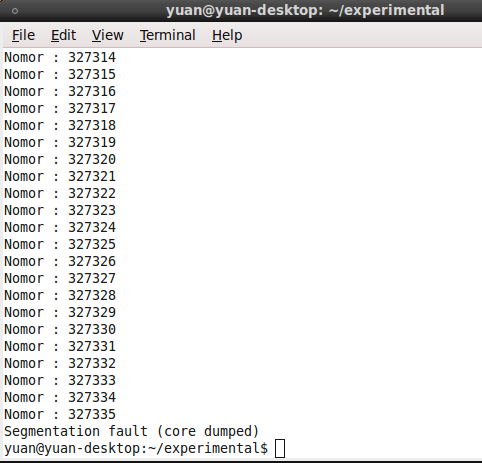 yuan@yuan-desktop: ~/experimental
File Edit View Terminal Help
Nomor : 327314
Nomor : 327315
Nomor : 327316
Nomor : 327317
Nomor : 327318
Nomor : 327319
Nomor : 327320
Nomor : 327321
Nomor : 327322
Nomor : 327323
Nomor : 327324
Nomor : 327325
Nomor : 327326
Nomor : 327327
Nomor : 327328
Nomor : 327329
Nomor : 327330
Nomor : 327331
Nomor : 327332
Nomor : 327333
Nomor : 327334
Nomor : 327335
Segmentation fault (core dumped)
yuan@yuan-desktop:~/experimental$